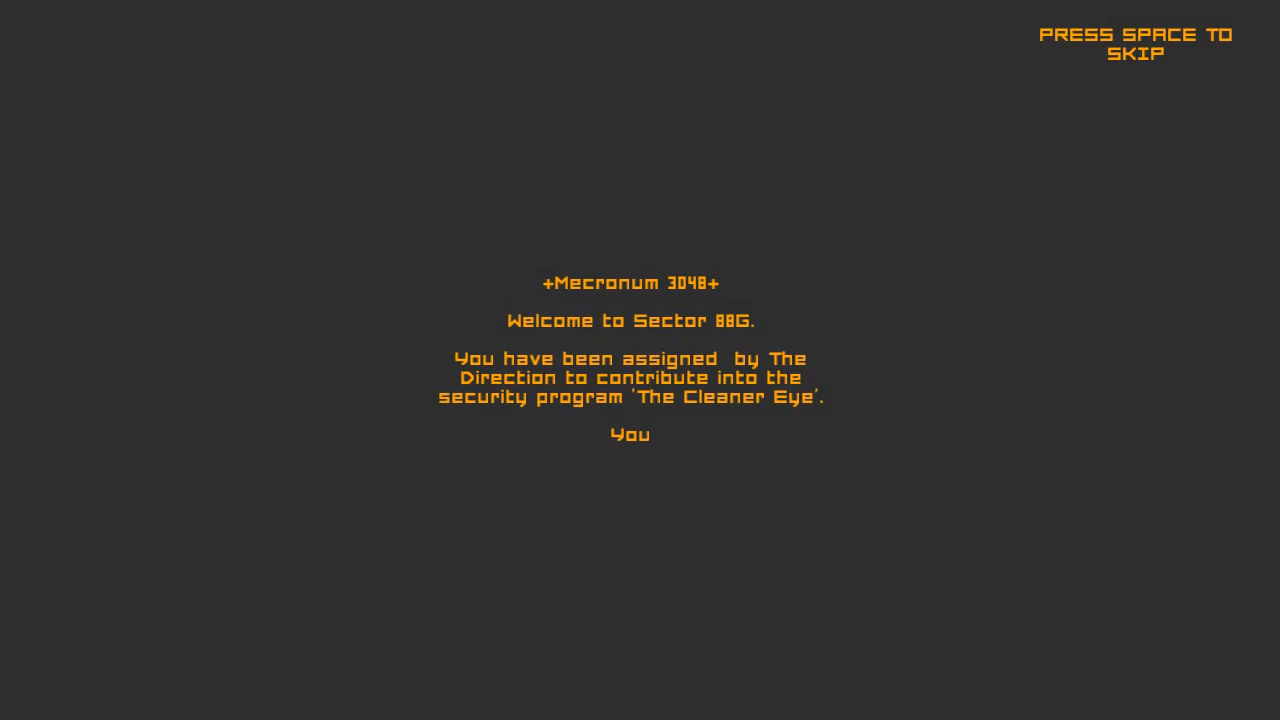 PRESS SPACE TO
SKIP
+Mecronum 3048+
Welcome to Sector 88G.
You have been assigned  by The
Direction to contribute into the
security program 'The Cleaner Eye'.
You